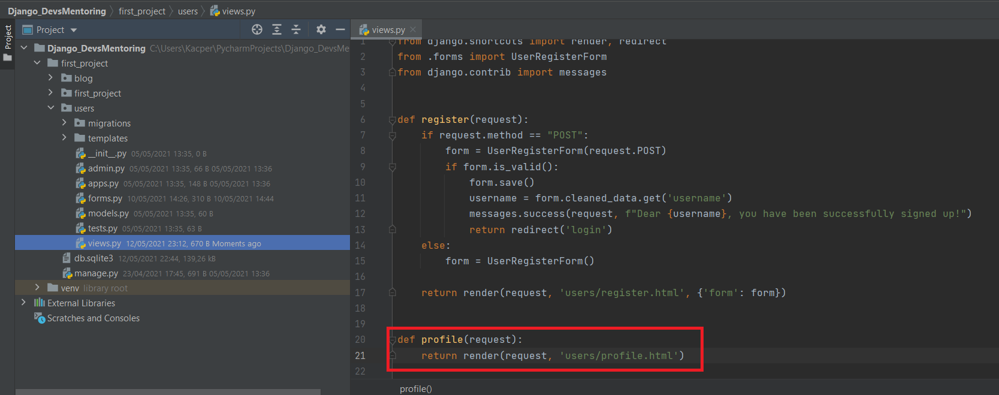 Django_DevsMentoring first_project users views.py
Project
Project
views.py
Django_DevsMentoring C:\Users\Kacper\PycharmProjects\Django_DevsMe
first_project
blog
first_project
users
migrations
templates
__init__.py 05/05/2021 13:35, 0 B
admin.py 05/05/2021 13:35, 66 B 05/05/2021 13:36
apps.py 05/05/2021 13:35, 148 B 05/05/2021 13:36
forms.py 10/05/2021 14:26, 310 B 10/05/2021 14:44
models.py 05/05/2021 13:35, 60 B
tests.py 05/05/2021 13:35, 63 B
views.py 12/05/2021 23:12, 670 B Moments ago
db.sqlite3 12/05/2021 22:44, 139,26 kB
manage.py 23/04/2021 17:45, 691 B 05/05/2021 13:36
venv library root
External Libraries
Scratches and Consoles
1 from django.shortcuts import render, redirect
2 from .forms import UserRegisterForm
3 from django.contrib import messages
4
5
6 def register(request):
7 if request.method == "POST":
8 form = UserRegisterForm(request.POST)
9 if form.is_valid():
10 form.save()
11 username = form.cleaned_data.get('username')
12 messages.success(request, f"Dear {username}, you have been successfully signed up!")
13 return redirect('login')
14 else:
15 form = UserRegisterForm()
16
17 return render(request, 'users/register.html', {'form': form})
18
19
20 def profile(request):
21 return render(request, 'users/profile.html')
22
profile()